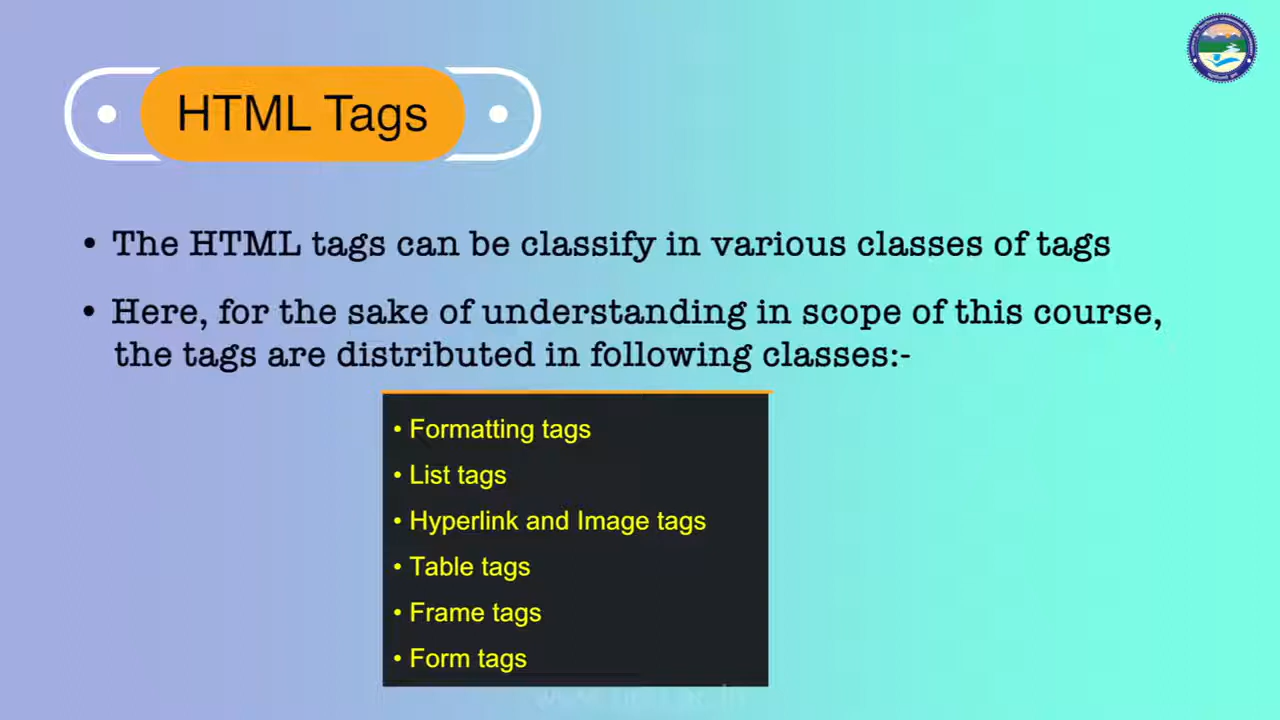 HTML Tags
• The HTML tags can be classify in various classes of tags
• Here, for the sake of understanding in scope of this course,
the tags are distributed in following classes:-
• Formatting tags
• List tags
• Hyperlink and Image tags
• Table tags
• Frame tags
• Form tags